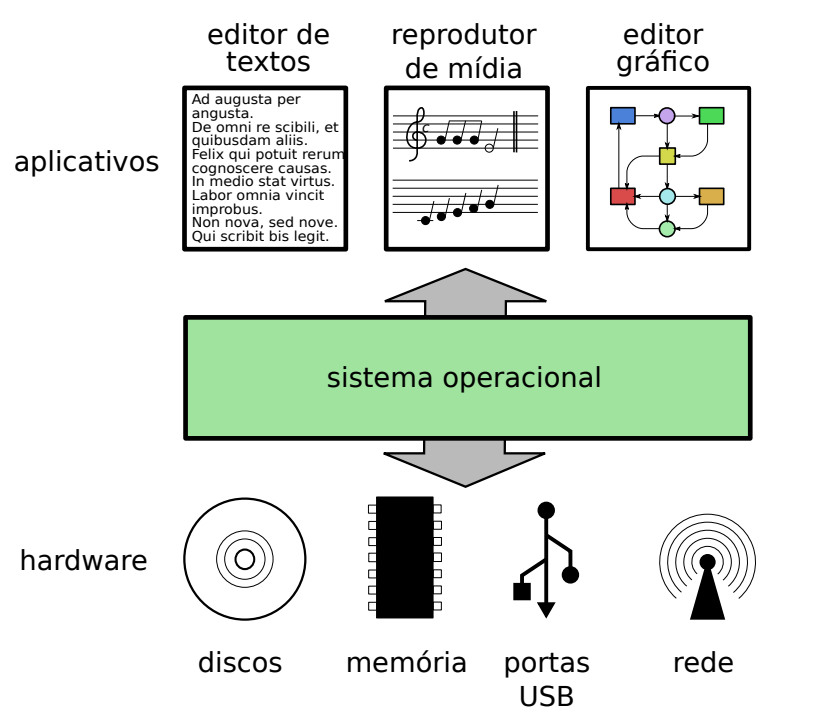 editor de
textos
reprodutor
de mídia
editor
gráfico
aplicativos
Ad augusta per
angusta.
De omni re scibili, et
quibusdam aliis.
Felix qui potuit rerum
cognoscere causas.
In medio stat virtus.
Labor omnia vincit
improbus.
Non nova, sed nove.
Qui scribit bis legit.
sistema operacional
hardware
discos
memória
portas
USB
rede